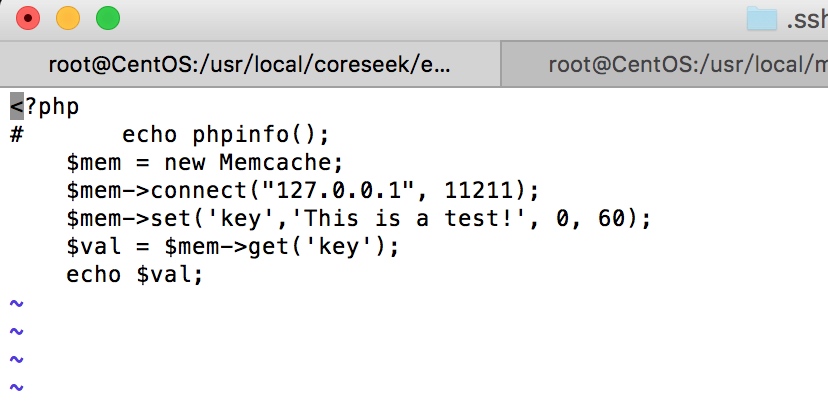 .ssh
root@CentOS:/usr/local/coreseek/e...
root@CentOS:/usr/local/m
<?php
#       echo phpinfo();
    $mem = new Memcache;
    $mem->connect("127.0.0.1", 11211);
    $mem->set('key','This is a test!', 0, 60);
    $val = $mem->get('key');
    echo $val;
~
~
~
~